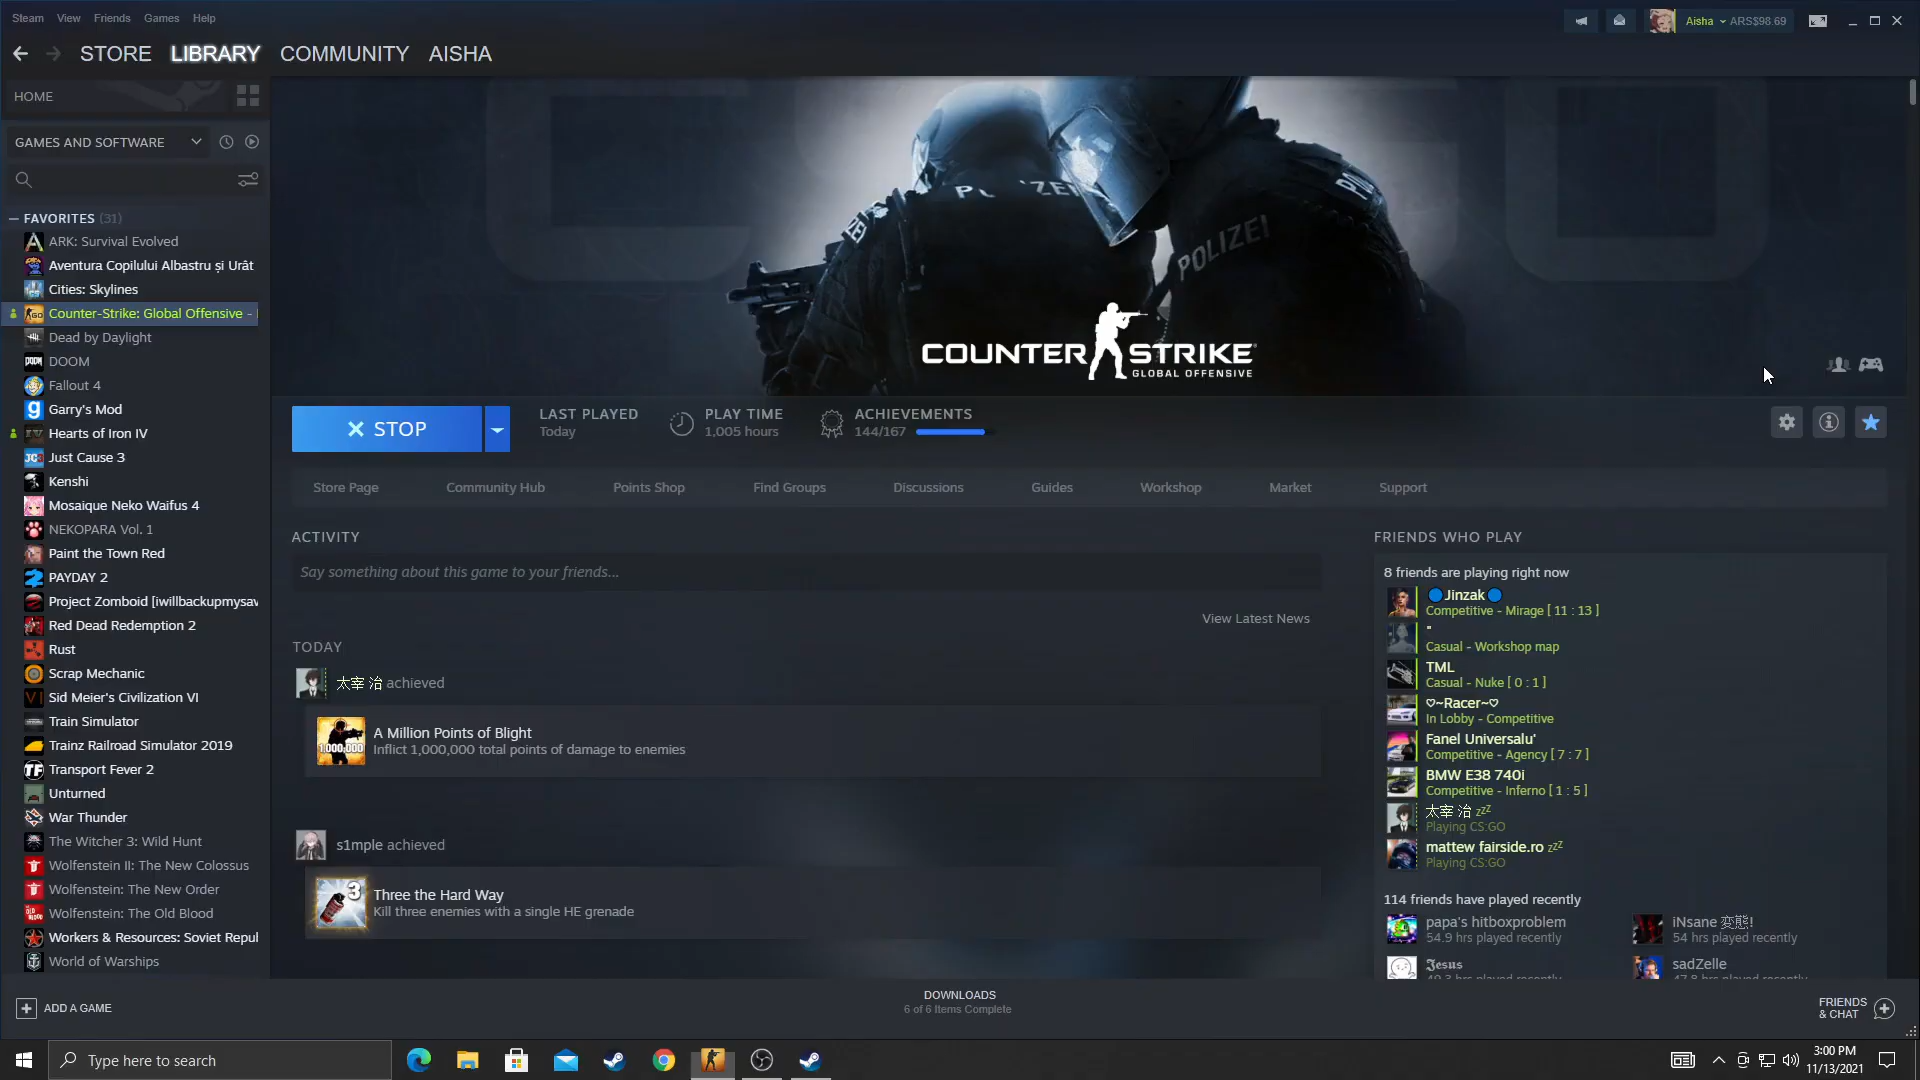 Steam View Friends Games Help
Aisha ARS$98.69
STORE LIBRARY COMMUNITY AISHA
HOME
GAMES AND SOFTWARE
FAVORITES (31)
ARK: Survival Evolved
Aventura Copilului Albastru și Urât
Cities: Skylines
Counter-Strike: Global Offensive -
Dead by Daylight
DOOM
Fallout 4
Garry's Mod
Hearts of Iron IV
Just Cause 3
Kenshi
Mosaique Neko Waifus 4
NEKOPARA Vol. 1
Paint the Town Red
PAYDAY 2
Project Zomboid [iwillbackupmysav
Red Dead Redemption 2
Rust
Scrap Mechanic
Sid Meier's Civilization VI
Train Simulator
Trainz Railroad Simulator 2019
Transport Fever 2
Unturned
War Thunder
The Witcher 3: Wild Hunt
Wolfenstein II: The New Colossus
Wolfenstein: The New Order
Wolfenstein: The Old Blood
Workers & Resources: Soviet Repul
World of Warships
ADD A GAME
POLIZEI
COUNTER STRIKE
GLOBAL OFFENSIVE
STOP
LAST PLAYED
Today
PLAY TIME
1,005 hours
ACHIEVEMENTS
144/167
Store Page Community Hub Points Shop Find Groups Discussions Guides Workshop Market Support
ACTIVITY
Say something about this game to your friends...
View Latest News
TODAY
太宰 治 achieved
1,000,000
A Million Points of Blight
Inflict 1,000,000 total points of damage to enemies
s1mple achieved
3
Three the Hard Way
Kill three enemies with a single HE grenade
FRIENDS WHO PLAY
8 friends are playing right now
🔵Jinzak🔵
Competitive - Mirage [ 11 : 13 ]
"
Casual - Workshop map
TML
Casual - Nuke [ 0 : 1 ]
♡~Racer~♡
In Lobby - Competitive
Fanel Universalu'
Competitive - Agency [ 7 : 7 ]
BMW E38 740i
Competitive - Inferno [ 1 : 5 ]
太宰 治 zzZ
Playing CS:GO
mattew fairside.ro zzZ
Playing CS:GO
114 friends have played recently
papa's hitboxproblem
54.9 hrs played recently
iNsane 変態!
54 hrs played recently
𝕵𝖊𝖘𝖚𝖘
sadZelle
DOWNLOADS
6 of 6 Items Complete
FRIENDS
& CHAT
Type here to search
3:00 PM
11/13/2021